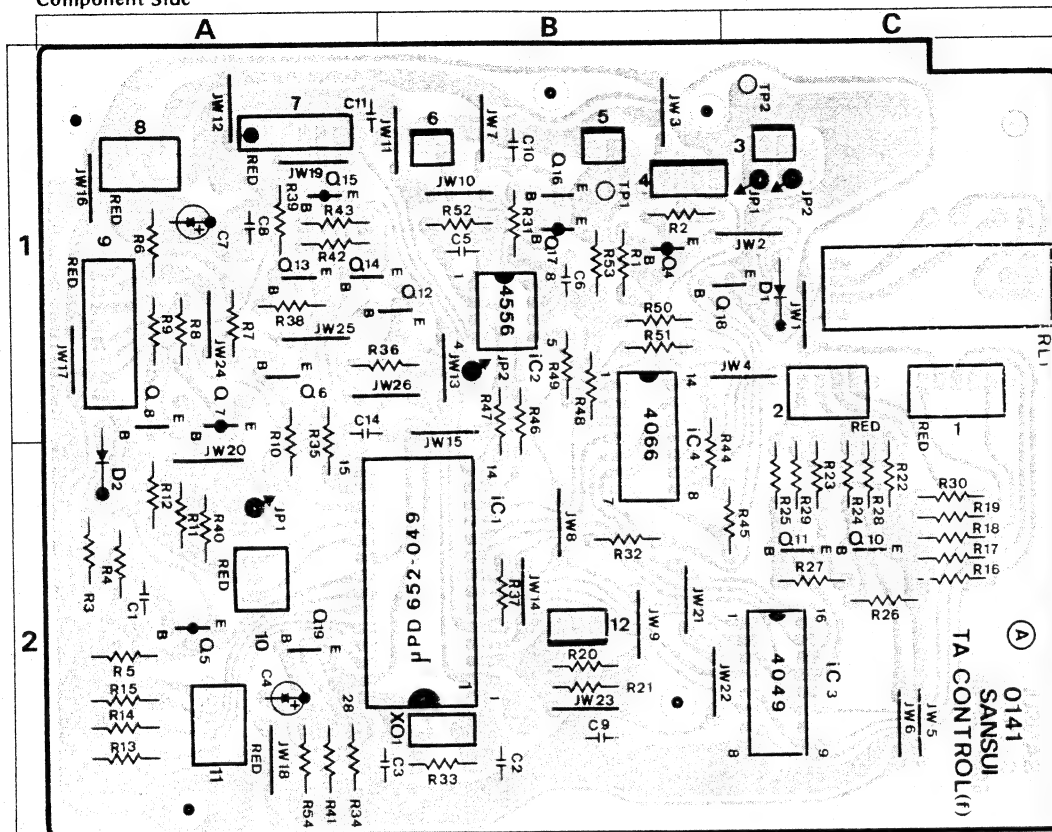 Component Side
A
B
C
1
2
8
JW12
7
C11
JW11
6
JW7
C10
5
JW3
TP2
3
RED
JW16
RED
JW19
Q15
B
E
R39
R43
R42
C8
C7
R6
9
RED
JW10
R52
C5
R31
Q16
B
E
TP1
B
E
Q17
8
C6
R53
R1
4
R2
B
E
Q4
JP1
JP2
JW2
D1
JW1
B
Q18
RL1
Q13
B
E
Q14
B
E
Q12
E
1
4556
iC2
R38
JW25
R9
R8
JW24
R7
JW17
R36
JW26
4
JW13
JP2
5
R49
R50
R51
R48
R47
R46
JW4
2
RED
RED
1
Q8
B
E
Q7
B
E
B
Q6
E
R10
R35
C14
JW15
JW20
D2
1
14
4066
iC4
7
8
R44
R45
15
14
iC1
µPD652-049
1
28
1
R12
R11
R40
JP1
RED
R3
R4
C1
R37
JW14
JW8
R32
12
JW9
JW21
R25
R29
R23
R24
R28
R22
Q11
B
E
Q10
B
E
R27
R26
R30
R19
R18
R17
R16
B
E
Q5
10
Q19
B
E
C4
R5
R15
R14
R13
11
RED
JW18
R54
R41
R34
XO1
C3
R33
C2
R20
R21
JW23
C9
JW22
1
16
4049
iC3
8
9
JW6
JW5
A
0141
SANSUI
TA CONTROL(f)